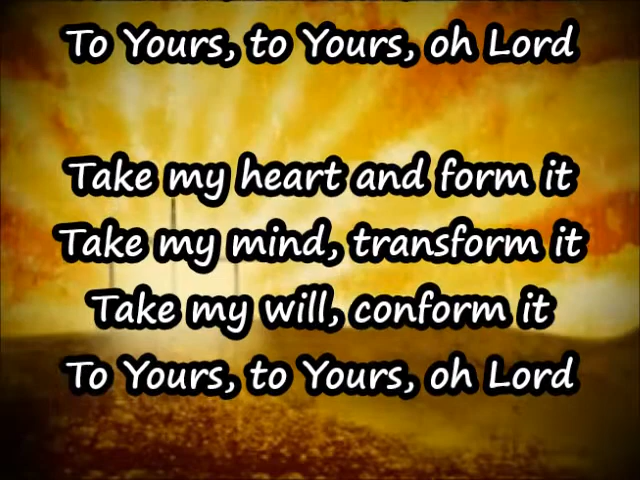 To Yours, to Yours, oh Lord
Take my heart and form it
Take my mind, transform it
Take my will, conform it
To Yours, to Yours, oh Lord